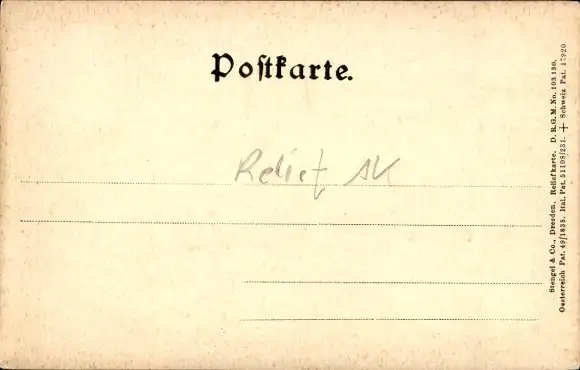 Poſtkarte.
Relief AK
Stengel & Co., Dresden, Reliefkarte. D. R. G. M. No. 103 130,
Oesterreich Pat. 49/1838. Ital. Pat. 51108/231. + Schweiz Pat. 17920